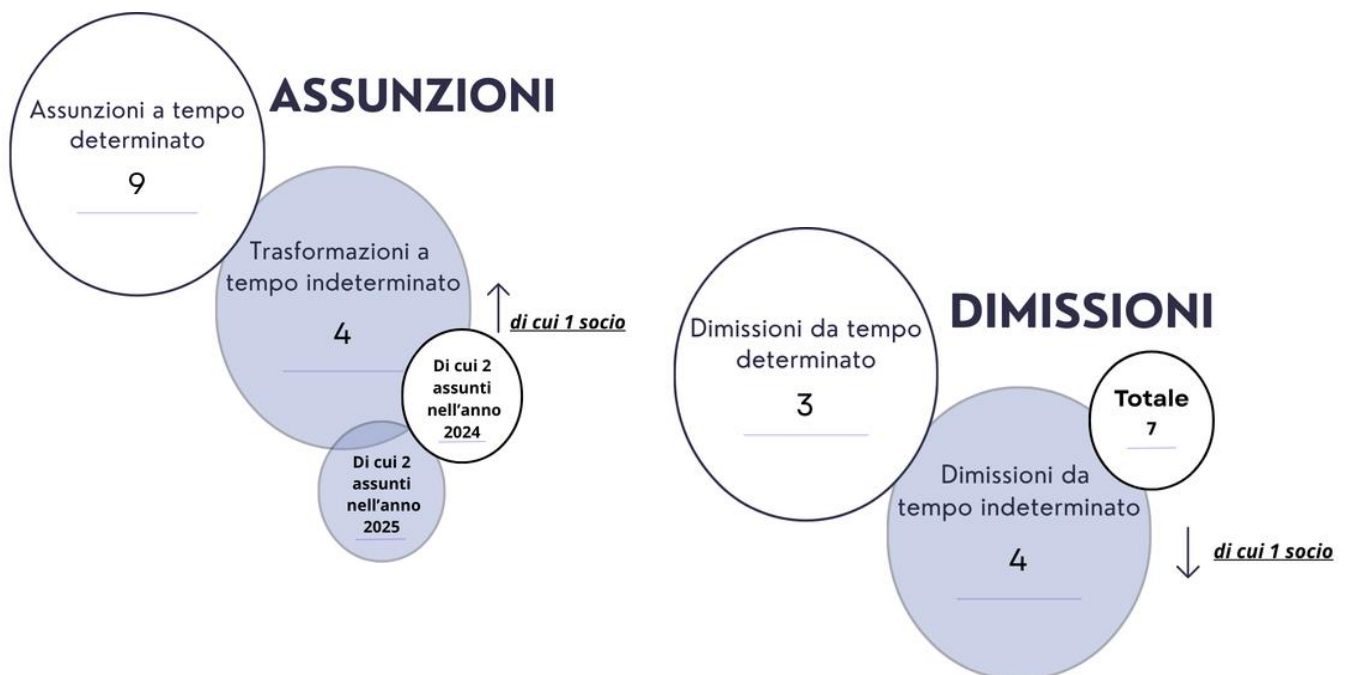 ASSUNZIONI
Assunzioni a tempo
determinato
9
Trasformazioni a
tempo indeterminato
4
di cui 1 socio
Di cui 2
assunti
nell'anno
2024
Di cui 2
assunti
nell'anno
2025
DIMISSIONI
Dimissioni da tempo
determinato
3
Totale
7
Dimissioni da
tempo indeterminato
4
di cui 1 socio